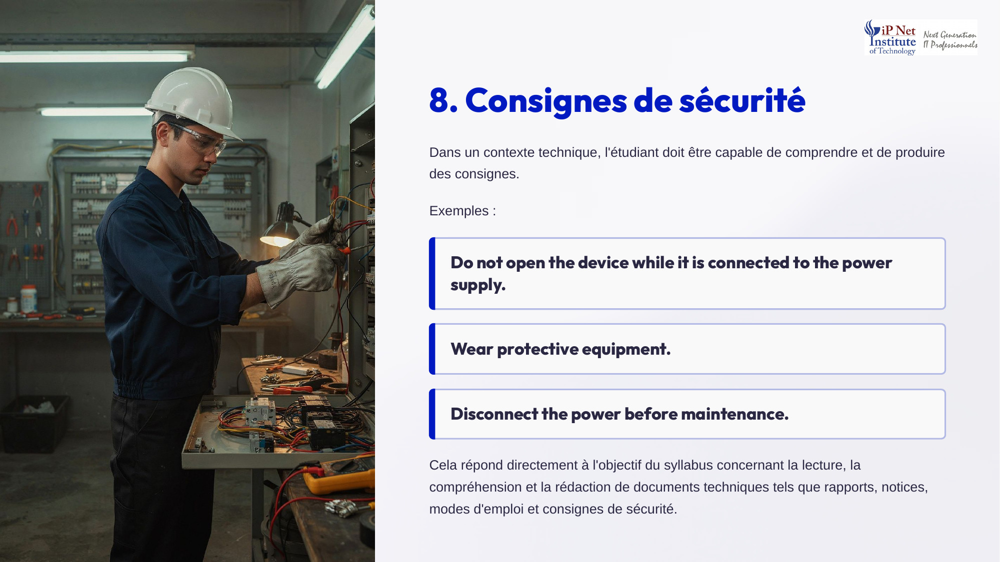 iP Net
Institute
of Technology
Next Generation
IT Professionnels
8. Consignes de sécurité
Dans un contexte technique, l'étudiant doit être capable de comprendre et de produire
des consignes.
Exemples :
Do not open the device while it is connected to the power
supply.
Wear protective equipment.
Disconnect the power before maintenance.
Cela répond directement à l'objectif du syllabus concernant la lecture, la
compréhension et la rédaction de documents techniques tels que rapports, notices,
modes d'emploi et consignes de sécurité.